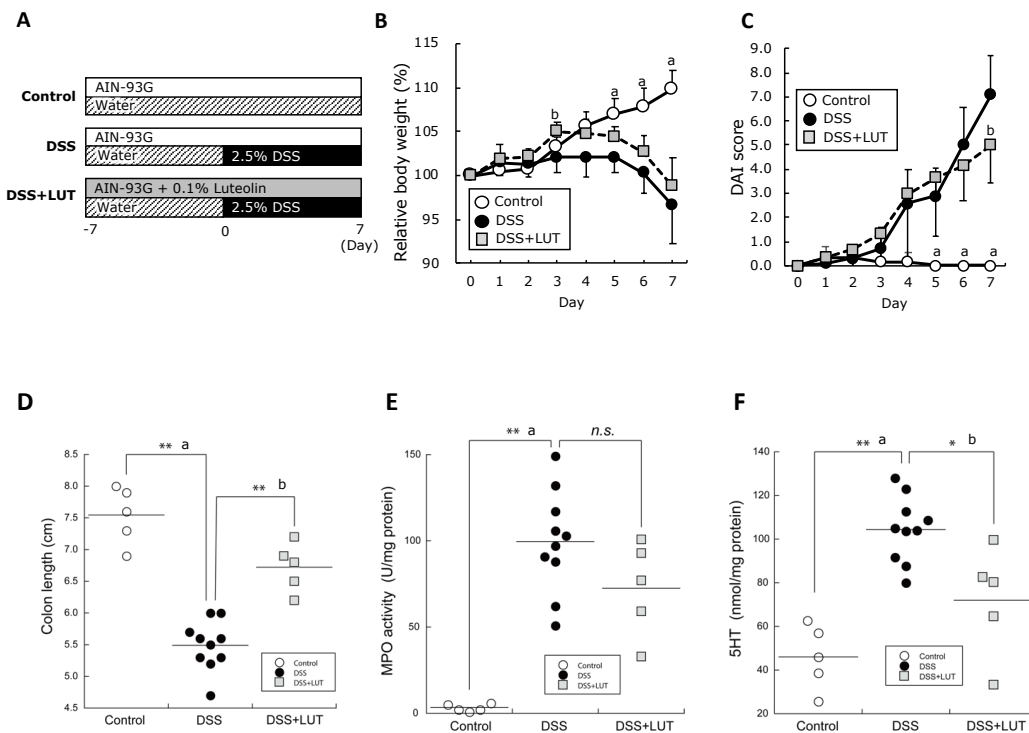 A
Control
AIN-93G
Water
DSS
AIN-93G
Water
2.5% DSS
DSS+LUT
AIN-93G + 0.1% Luteolin
Water
2.5% DSS
-7 0 7
(Day)
B
Relative body weight (%)
115
110
105
100
95
90
b
a
a
a
Control
DSS
DSS+LUT
0 1 2 3 4 5 6 7
Day
C
DAI score
9.0
8.0
7.0
6.0
5.0
4.0
3.0
2.0
1.0
0.0
Control
DSS
DSS+LUT
b
a a a
0 1 2 3 4 5 6 7
Day
D
Colon length (cm)
8.5
8.0
7.5
7.0
6.5
6.0
5.5
5.0
4.5
** a
** b
Control
DSS
DSS+LUT
Control DSS DSS+LUT
E
MPO activity (U/mg protein)
150
100
50
0
** a
n.s.
Control
DSS
DSS+LUT
Control DSS DSS+LUT
F
5HT (nmol/mg protein)
140
120
100
80
60
40
20
** a
* b
Control
DSS
DSS+LUT
Control DSS DSS+LUT